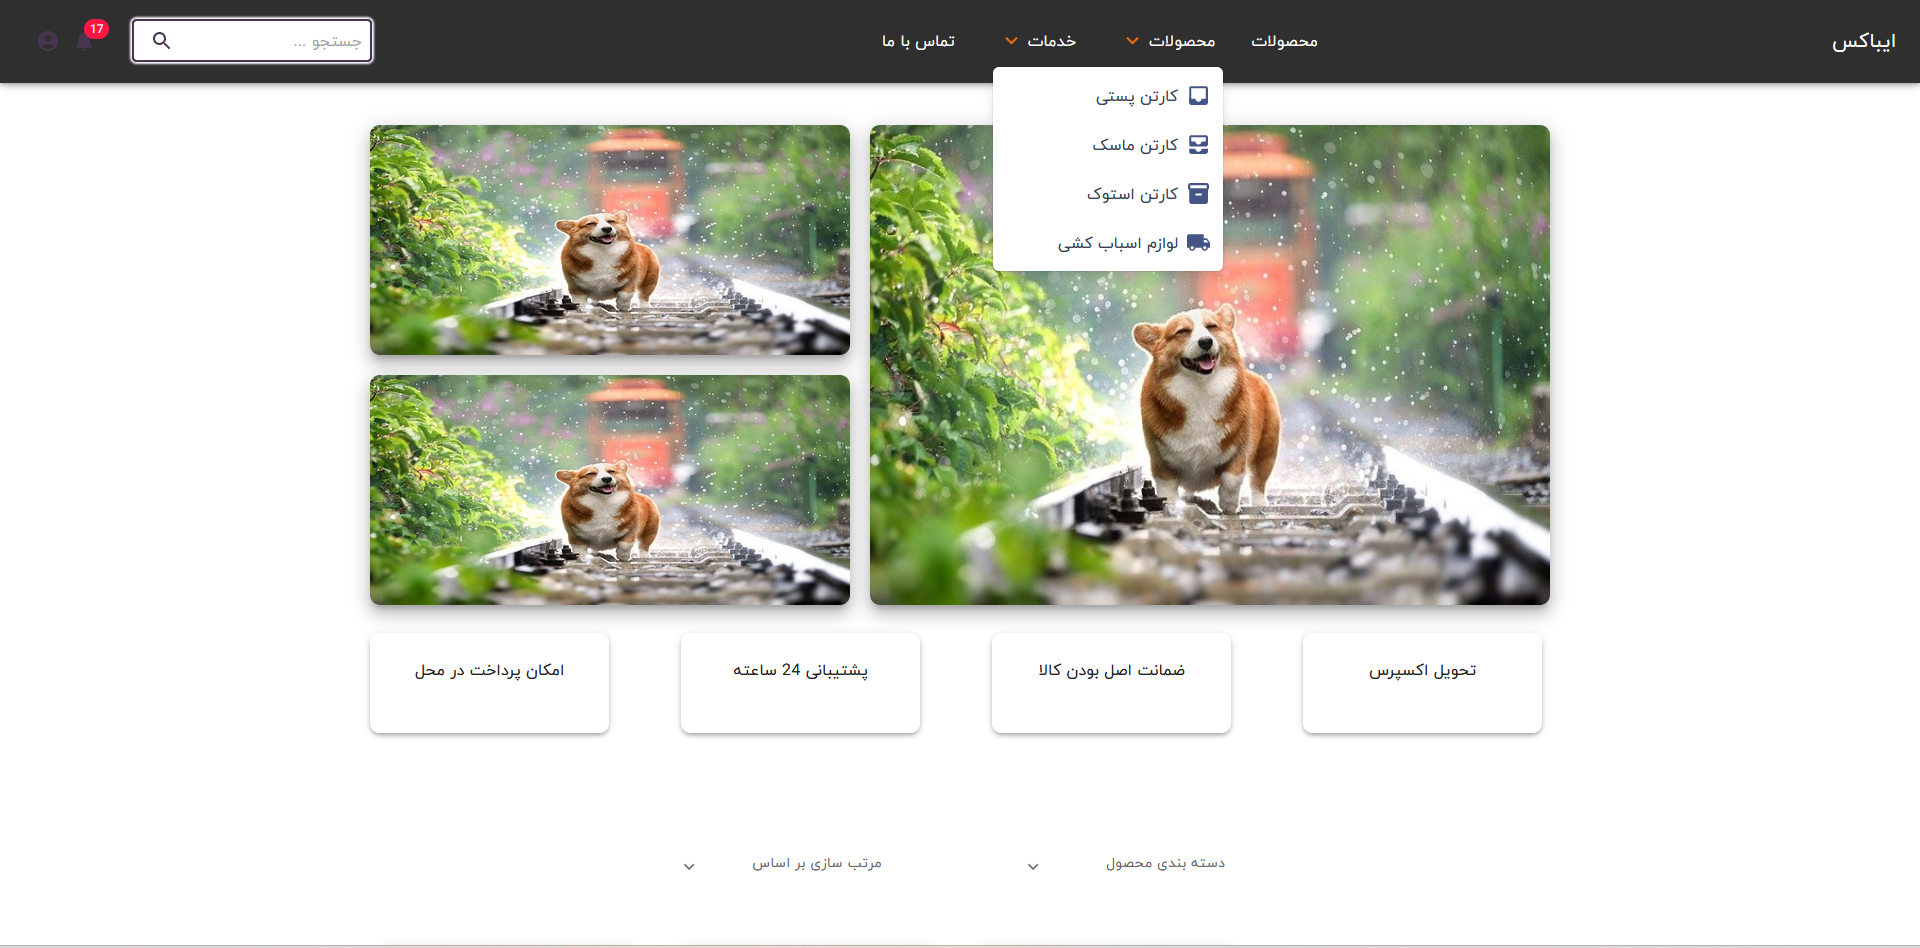 ایباکس
محصولات
محصولات
خدمات
تماس با ما
جستجو ...
17
کارتن پستی
کارتن ماسک
کارتن استوک
لوازم اسباب کشی
تحویل اکسپرس
ضمانت اصل بودن کالا
پشتیبانی 24 ساعته
امکان پرداخت در محل
دسته بندی محصول
مرتب سازی بر اساس